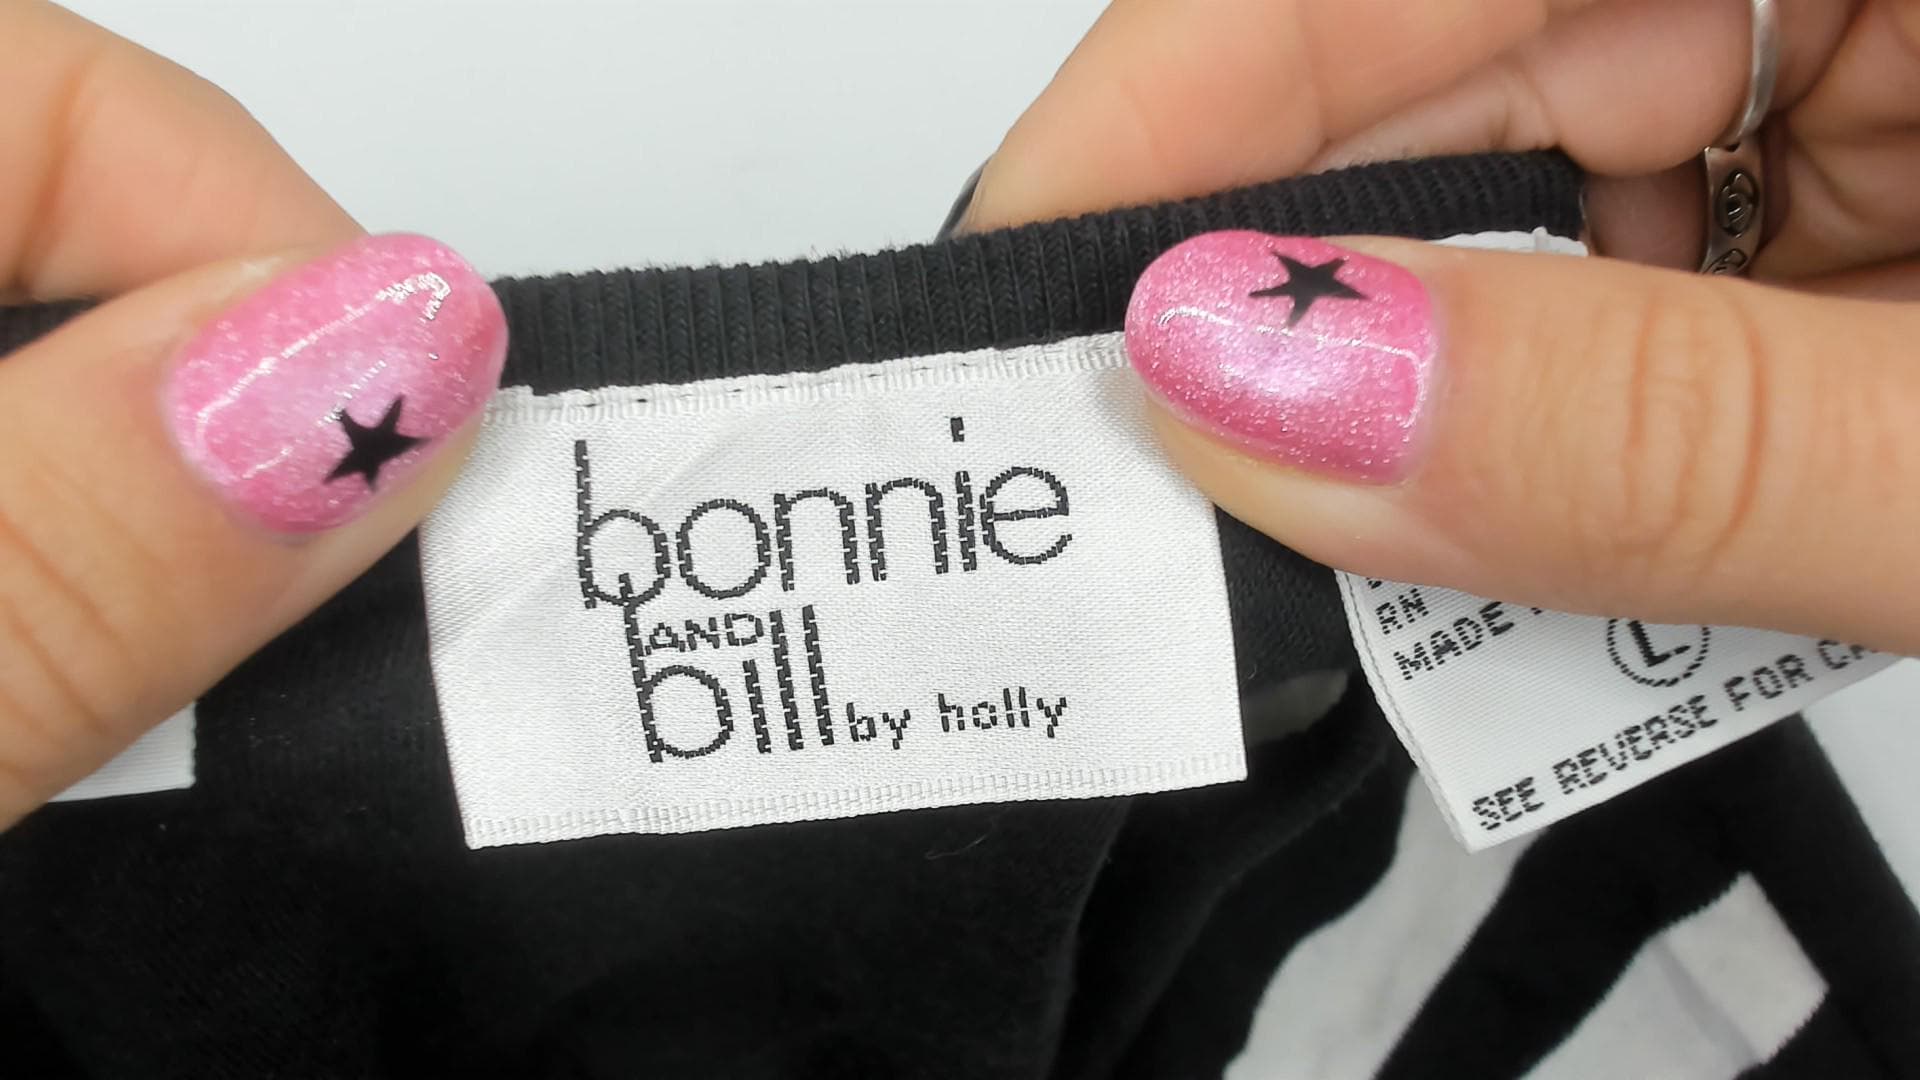 bonnie
AND
bill by holly
RN
MADE
L
SEE REVERSE FOR